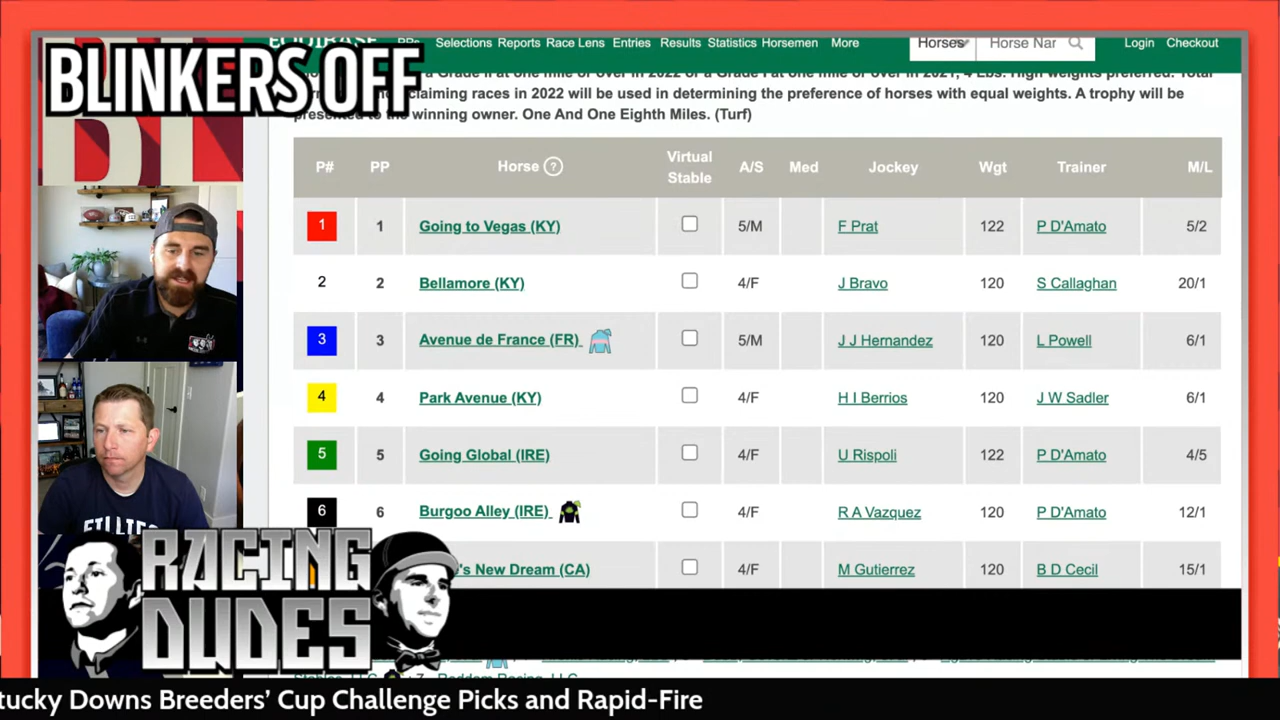 BLINKERS OFF
Selections Reports Race Lens Entries Results Statistics Horsemen More Horses Horse Nar Login Checkout
a Grade II at one mile or over in 2022 or a Grade I at one mile or over in 2021, 4 Lbs. High weights preferred. Total
claiming races in 2022 will be used in determining the preference of horses with equal weights. A trophy will be
presented to the winning owner. One And One Eighth Miles. (Turf)
P# PP Horse ? Virtual Stable A/S Med Jockey Wgt Trainer M/L
1 1 Going to Vegas (KY) 5/M F Prat 122 P D'Amato 5/2
2 2 Bellamore (KY) 4/F J Bravo 120 S Callaghan 20/1
3 3 Avenue de France (FR) 5/M J J Hernandez 120 L Powell 6/1
4 4 Park Avenue (KY) 4/F H I Berrios 120 J W Sadler 6/1
5 5 Going Global (IRE) 4/F U Rispoli 122 P D'Amato 4/5
6 6 Burgoo Alley (IRE) 4/F R A Vazquez 120 P D'Amato 12/1
's New Dream (CA) 4/F M Gutierrez 120 B D Cecil 15/1
RACING
DUDES
tucky Downs Breeders' Cup Challenge Picks and Rapid-Fire